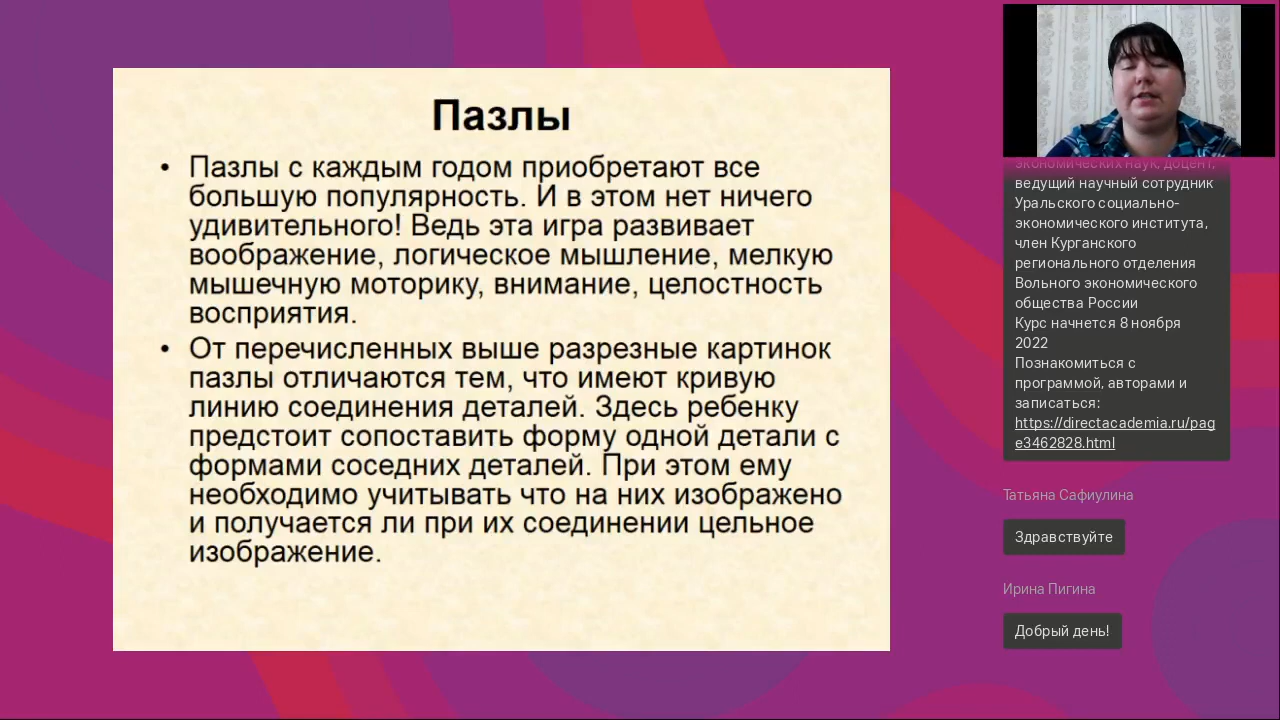 Пазлы
• Пазлы с каждым годом приобретают все
большую популярность. И в этом нет ничего
удивительного! Ведь эта игра развивает
воображение, логическое мышление, мелкую
мышечную моторику, внимание, целостность
восприятия.
• От перечисленных выше разрезные картинок
пазлы отличаются тем, что имеют кривую
линию соединения деталей. Здесь ребенку
предстоит сопоставить форму одной детали с
формами соседних деталей. При этом ему
необходимо учитывать что на них изображено
и получается ли при их соединении цельное
изображение.
экономических наук, доцент,
ведущий научный сотрудник
Уральского социально-
экономического института,
член Курганского
регионального отделения
Вольного экономического
общества России
Курс начнется 8 ноября
2022
Познакомиться с
программой, авторами и
записаться:
https://directacademia.ru/pag
e3462828.html
Татьяна Сафиулина
Здравствуйте
Ирина Пигина
Добрый день!